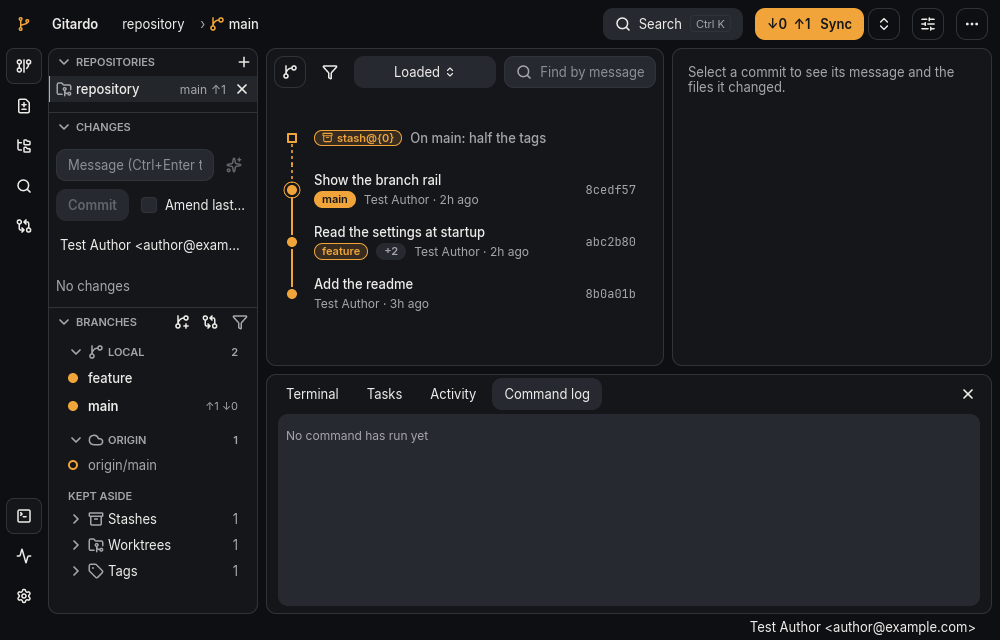 Gitardo repository › main Search Ctrl K ↓0 ↑1 Sync
REPOSITORIES
repository main ↑1
CHANGES
Message (Ctrl+Enter t
Commit Amend last...
Test Author <author@exam...
No changes
BRANCHES
LOCAL 2
feature
main ↑1 ↓0
ORIGIN 1
origin/main
KEPT ASIDE
Stashes 1
Worktrees 1
Tags 1
Loaded Find by message
stash@{0} On main: half the tags
Show the branch rail
main Test Author · 2h ago 8cedf57
Read the settings at startup
feature +2 Test Author · 2h ago abc2b80
Add the readme
Test Author · 3h ago 8b0a01b
Select a commit to see its message and the
files it changed.
Terminal Tasks Activity Command log
No command has run yet
Test Author <author@example.com>